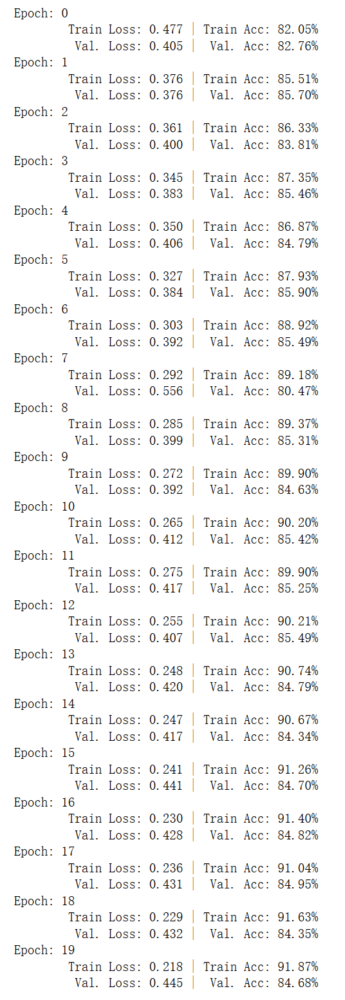 Epoch: 0
Train Loss: 0.477 | Train Acc: 82.05%
Val. Loss: 0.405 | Val. Acc: 82.76%
Epoch: 1
Train Loss: 0.376 | Train Acc: 85.51%
Val. Loss: 0.376 | Val. Acc: 85.70%
Epoch: 2
Train Loss: 0.361 | Train Acc: 86.33%
Val. Loss: 0.400 | Val. Acc: 83.81%
Epoch: 3
Train Loss: 0.345 | Train Acc: 87.35%
Val. Loss: 0.383 | Val. Acc: 85.46%
Epoch: 4
Train Loss: 0.350 | Train Acc: 86.87%
Val. Loss: 0.406 | Val. Acc: 84.79%
Epoch: 5
Train Loss: 0.327 | Train Acc: 87.93%
Val. Loss: 0.384 | Val. Acc: 85.90%
Epoch: 6
Train Loss: 0.303 | Train Acc: 88.92%
Val. Loss: 0.392 | Val. Acc: 85.49%
Epoch: 7
Train Loss: 0.292 | Train Acc: 89.18%
Val. Loss: 0.556 | Val. Acc: 80.47%
Epoch: 8
Train Loss: 0.285 | Train Acc: 89.37%
Val. Loss: 0.399 | Val. Acc: 85.31%
Epoch: 9
Train Loss: 0.272 | Train Acc: 89.90%
Val. Loss: 0.392 | Val. Acc: 84.63%
Epoch: 10
Train Loss: 0.265 | Train Acc: 90.20%
Val. Loss: 0.412 | Val. Acc: 85.42%
Epoch: 11
Train Loss: 0.275 | Train Acc: 89.90%
Val. Loss: 0.417 | Val. Acc: 85.25%
Epoch: 12
Train Loss: 0.255 | Train Acc: 90.21%
Val. Loss: 0.407 | Val. Acc: 85.49%
Epoch: 13
Train Loss: 0.248 | Train Acc: 90.74%
Val. Loss: 0.420 | Val. Acc: 84.79%
Epoch: 14
Train Loss: 0.247 | Train Acc: 90.67%
Val. Loss: 0.417 | Val. Acc: 84.34%
Epoch: 15
Train Loss: 0.241 | Train Acc: 91.26%
Val. Loss: 0.441 | Val. Acc: 84.70%
Epoch: 16
Train Loss: 0.230 | Train Acc: 91.40%
Val. Loss: 0.428 | Val. Acc: 84.82%
Epoch: 17
Train Loss: 0.236 | Train Acc: 91.04%
Val. Loss: 0.431 | Val. Acc: 84.95%
Epoch: 18
Train Loss: 0.229 | Train Acc: 91.63%
Val. Loss: 0.432 | Val. Acc: 84.35%
Epoch: 19
Train Loss: 0.218 | Train Acc: 91.87%
Val. Loss: 0.445 | Val. Acc: 84.68%